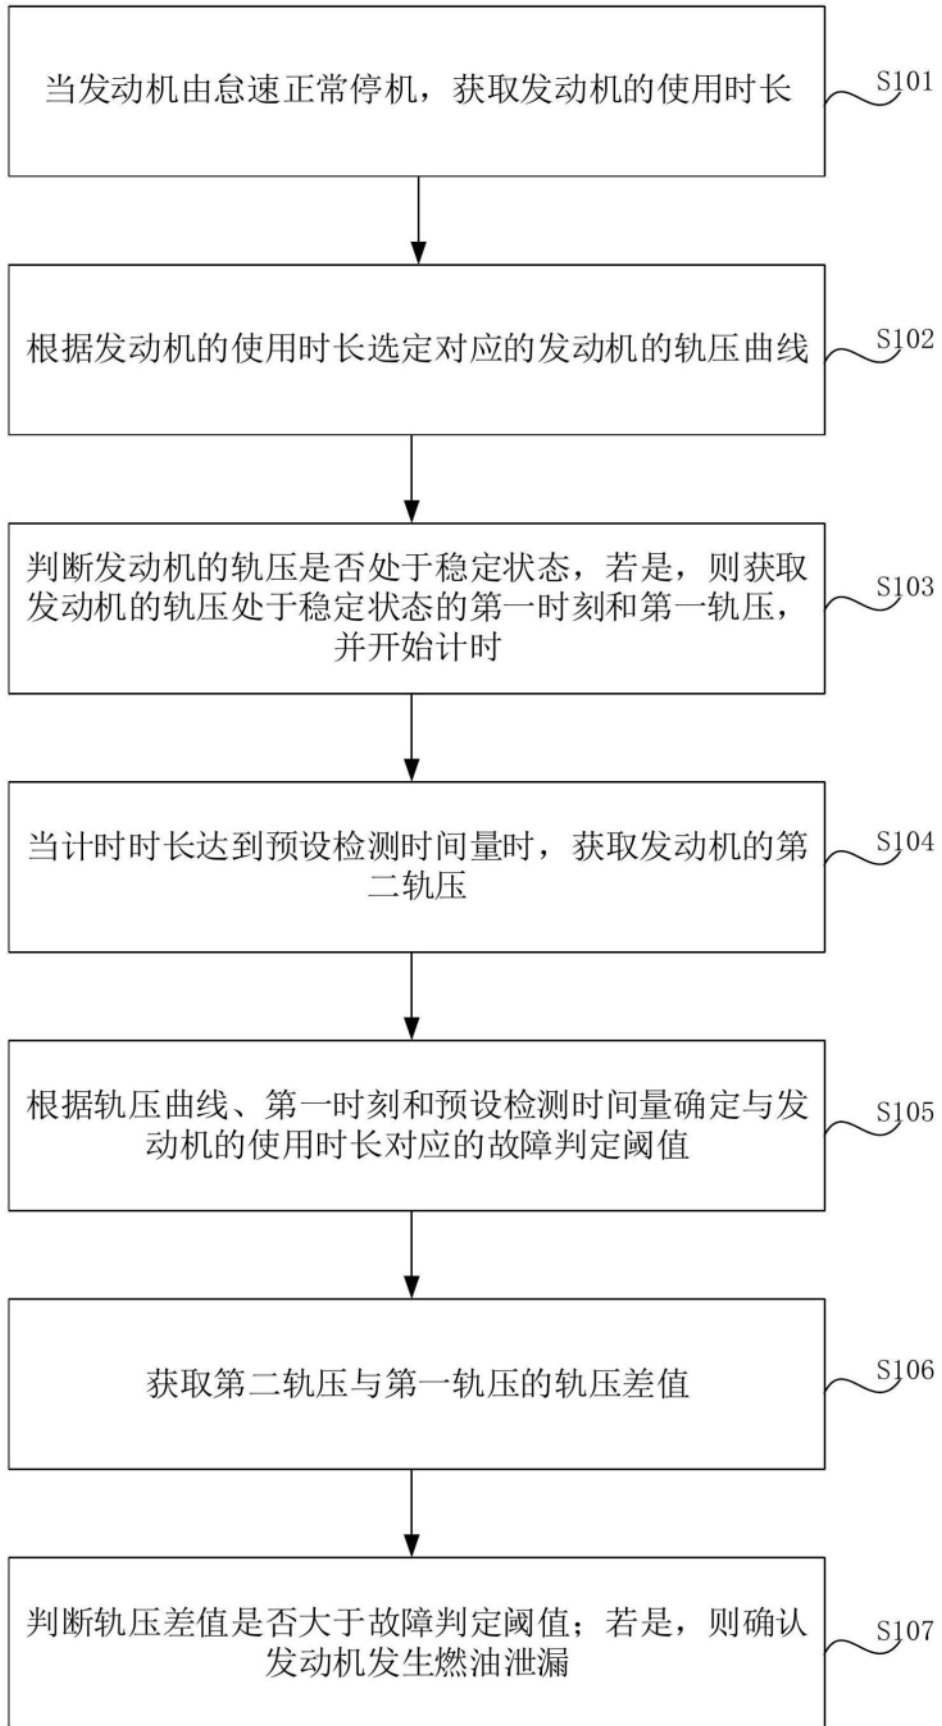 当发动机由怠速正常停机，获取发动机的使用时长
S101
根据发动机的使用时长选定对应的发动机的轨压曲线
S102
判断发动机的轨压是否处于稳定状态，若是，则获取
发动机的轨压处于稳定状态的第一时刻和第一轨压，
并开始计时
S103
当计时时长达到预设检测时间量时，获取发动机的第
二轨压
S104
根据轨压曲线、第一时刻和预设检测时间量确定与发
动机的使用时长对应的故障判定阈值
S105
获取第二轨压与第一轨压的轨压差值
S106
判断轨压差值是否大于故障判定阈值；若是，则确认
发动机发生燃油泄漏
S107